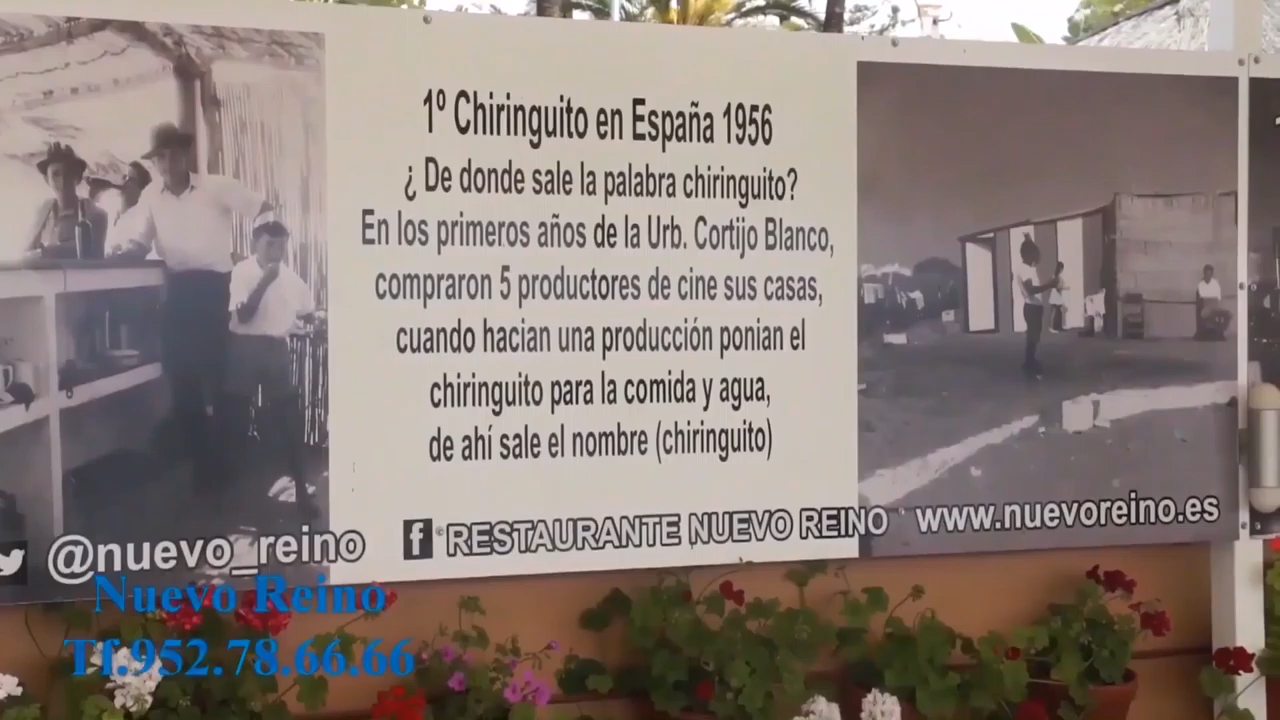 1º Chiringuito en España 1956
¿ De donde sale la palabra chiringuito?
En los primeros años de la Urb. Cortijo Blanco,
compraron 5 productores de cine sus casas,
cuando hacian una producción ponian el
chiringuito para la comida y agua,
de ahí sale el nombre (chiringuito)
@nuevo_reino
RESTAURANTE NUEVO REINO
www.nuevoreino.es
Nuevo Reino
Tf.952.78.66.66